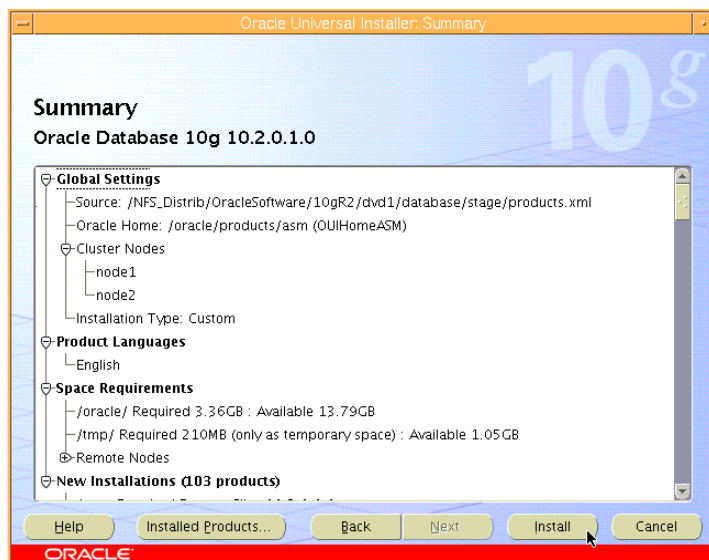 Oracle Universal Installer: Summary
10g
Summary
Oracle Database 10g 10.2.0.1.0
Global Settings
Source: /NFS_Distrib/OracleSoftware/10gR2/dvd1/database/stage/products.xml
Oracle Home: /oracle/products/asm (OUIHomeASM)
Cluster Nodes
node1
node2
Installation Type: Custom
Product Languages
English
Space Requirements
/oracle/ Required 3.36GB : Available 13.79GB
/tmp/ Required 210MB (only as temporary space) : Available 1.05GB
Remote Nodes
New Installations (103 products)
Help Installed Products... Back Next Install Cancel
ORACLE